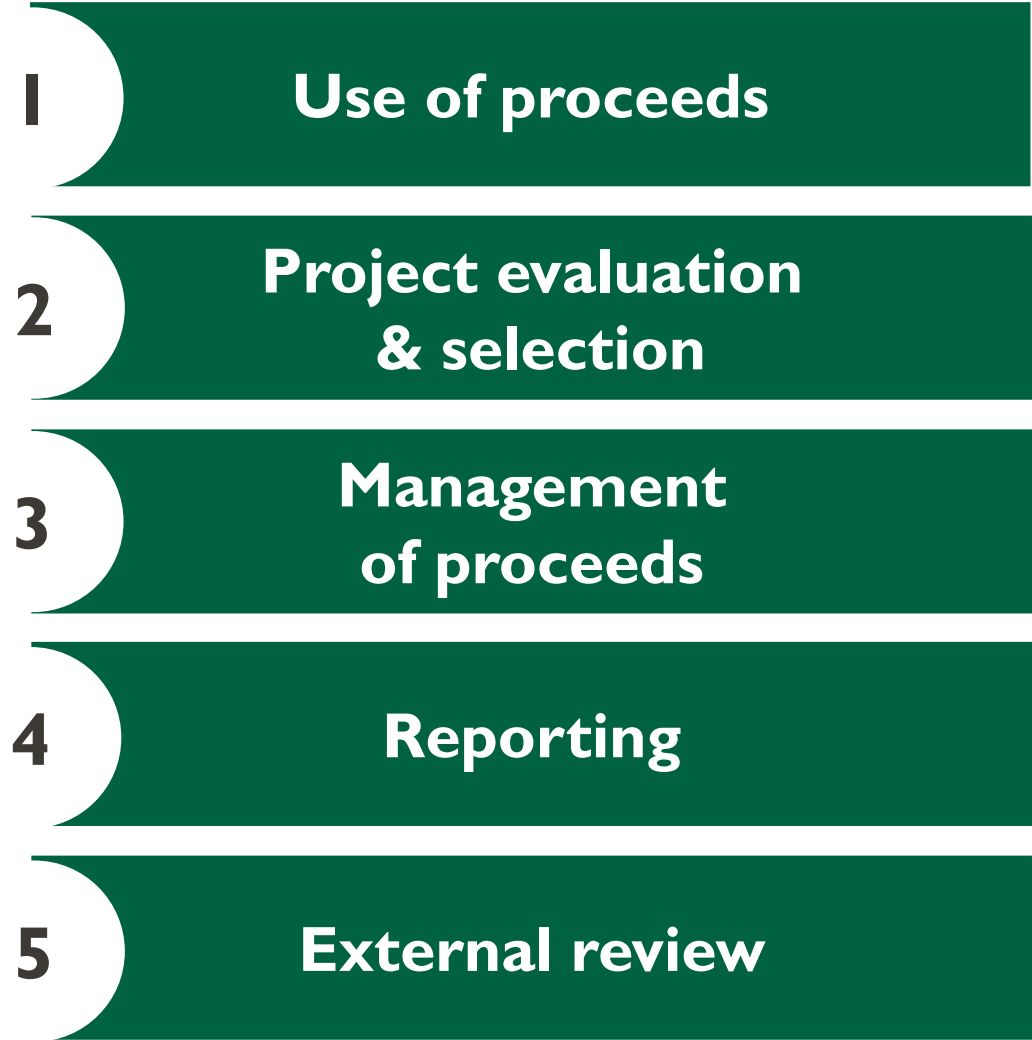 1
Use of proceeds
2
Project evaluation
& selection
3
Management
of proceeds
4
Reporting
5
External review